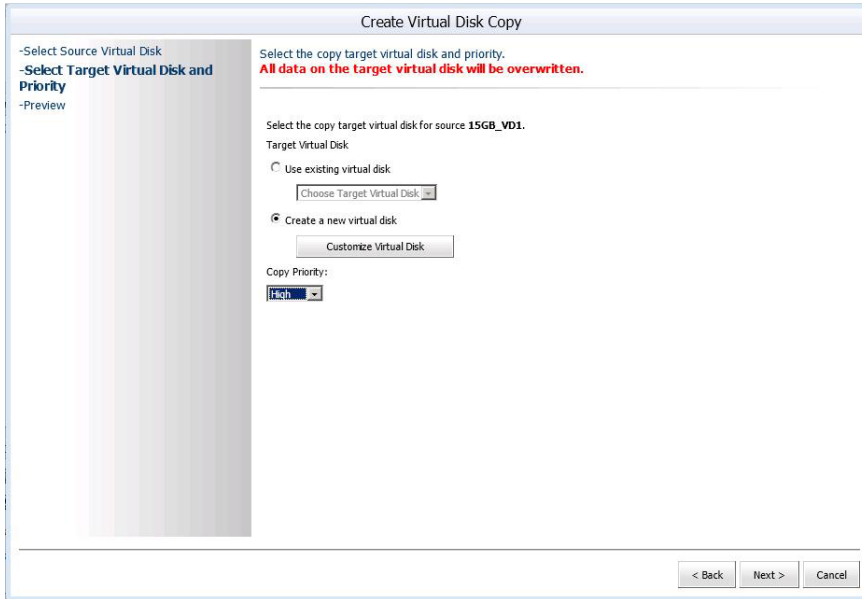 Create Virtual Disk Copy
-Select Source Virtual Disk
-Select Target Virtual Disk and
Priority
-Preview
Select the copy target virtual disk and priority.
All data on the target virtual disk will be overwritten.
Select the copy target virtual disk for source 15GB_VD1.
Target Virtual Disk
Use existing virtual disk
Choose Target Virtual Disk
Create a new virtual disk
Customize Virtual Disk
Copy Priority:
High
< Back Next > Cancel